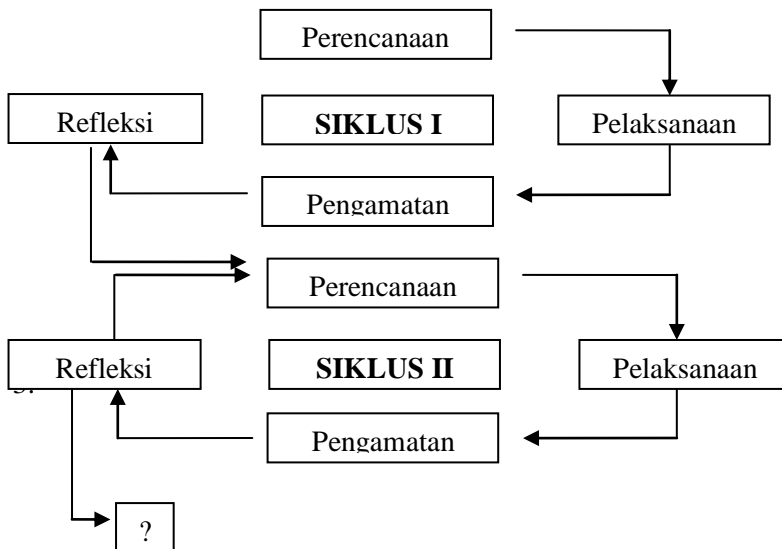 Perencanaan
Refleksi
SIKLUS I
Pelaksanaan
Pengamatan
Perencanaan
Refleksi
SIKLUS II
Pelaksanaan
Pengamatan
?